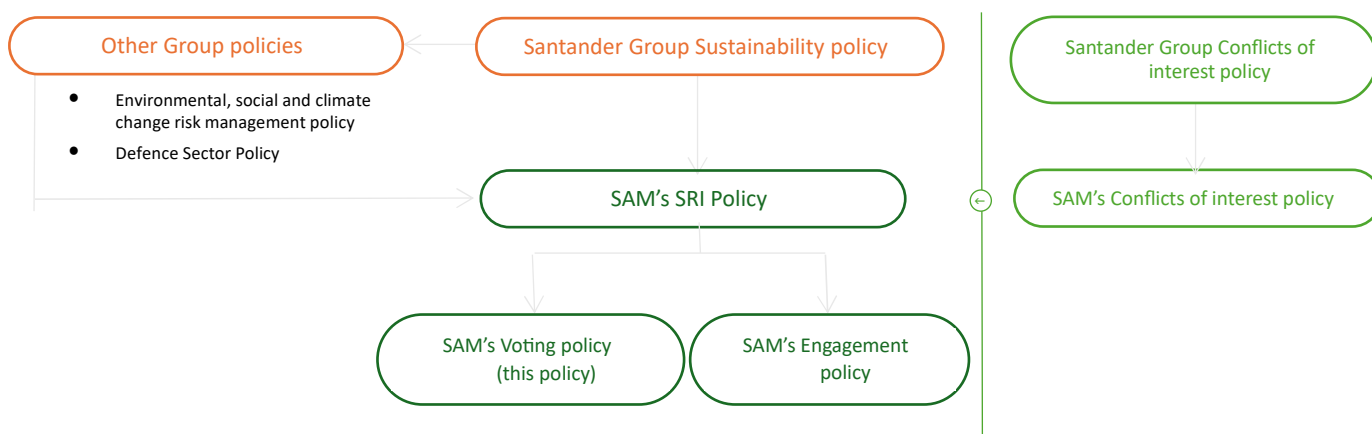 Other Group policies
Santander Group Sustainability policy
Santander Group Conflicts of
interest policy
• Environmental, social and climate
change risk management policy
• Defence Sector Policy
SAM’s SRI Policy
←
SAM’s Conflicts of interest policy
SAM’s Voting policy
(this policy)
SAM’s Engagement
policy